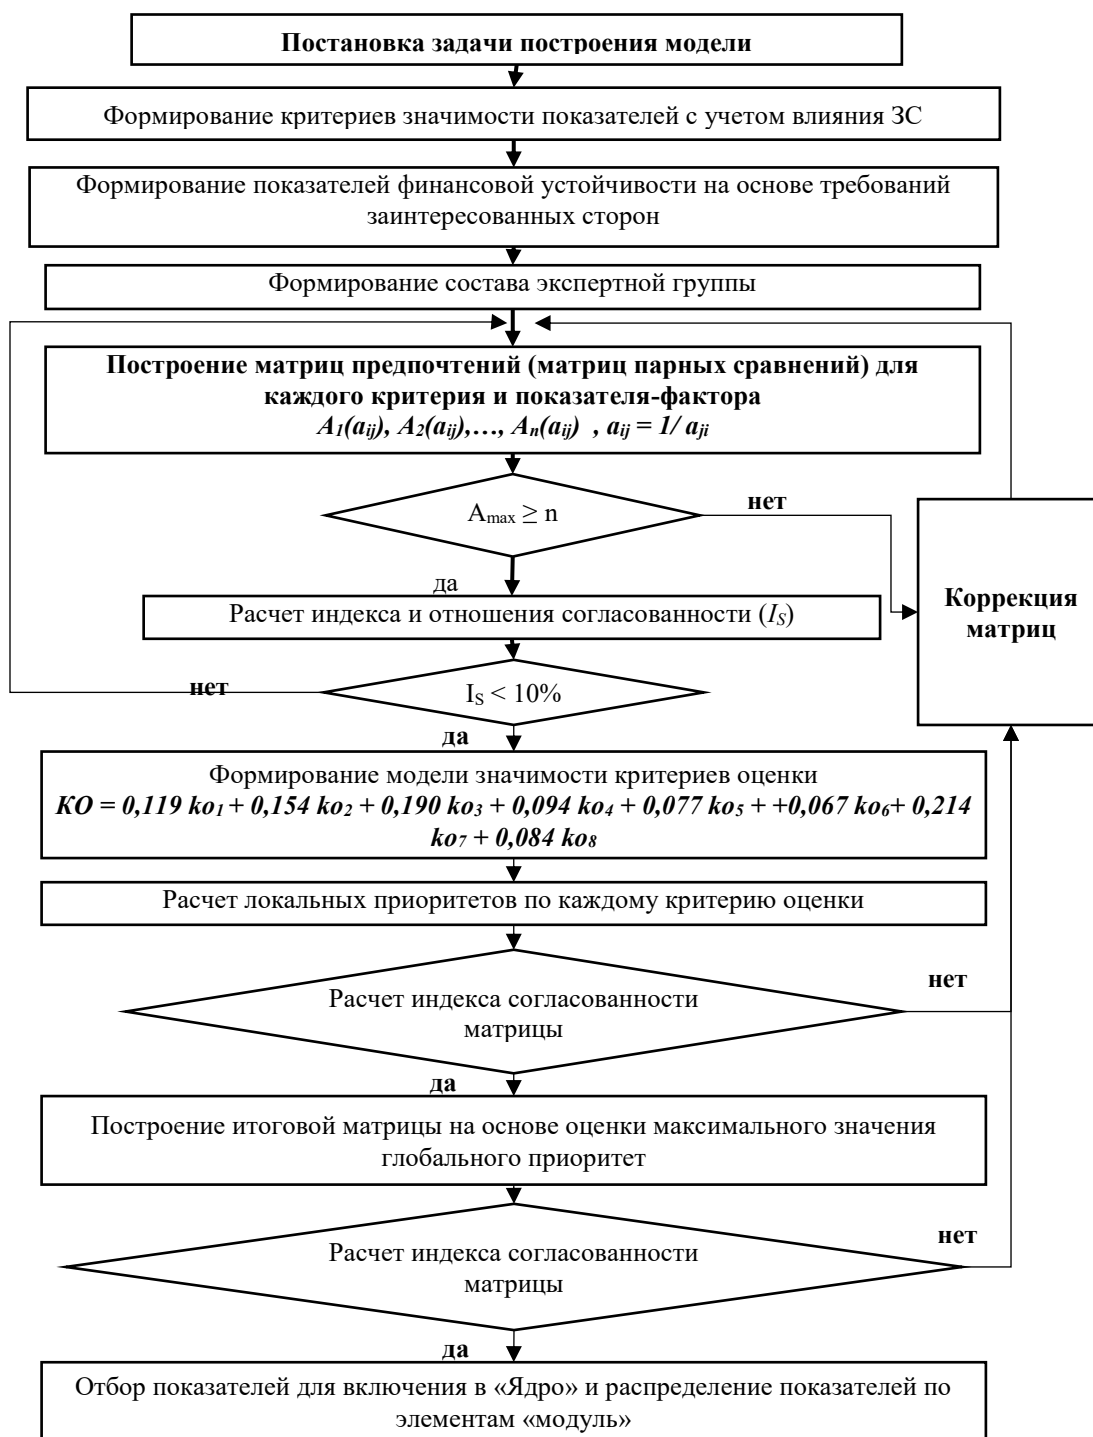 Постановка задачи построения модели
Формирование критериев значимости показателей с учетом влияния ЗС
Формирование показателей финансовой устойчивости на основе требований
заинтересованных сторон
Формирование состава экспертной группы
Построение матриц предпочтений (матриц парных сравнений) для
каждого критерия и показателя-фактора
A1(aij), A2(aij),..., An(aij) , aij = 1/ aji
Amax ≥ n
нет
да
Коррекция
матриц
Расчет индекса и отношения согласованности (IS)
нет
IS < 10%
да
Формирование модели значимости критериев оценки
КО = 0,119 ko1 + 0,154 ko2 + 0,190 ko3 + 0,094 ko4 + 0,077 ko5 + +0,067 ko6+ 0,214
ko7 + 0,084 ko8
Расчет локальных приоритетов по каждому критерию оценки
Расчет индекса согласованности
матрицы
нет
да
Построение итоговой матрицы на основе оценки максимального значения
глобального приоритет
Расчет индекса согласованности
матрицы
нет
да
Отбор показателей для включения в «Ядро» и распределение показателей по
элементам «модуль»